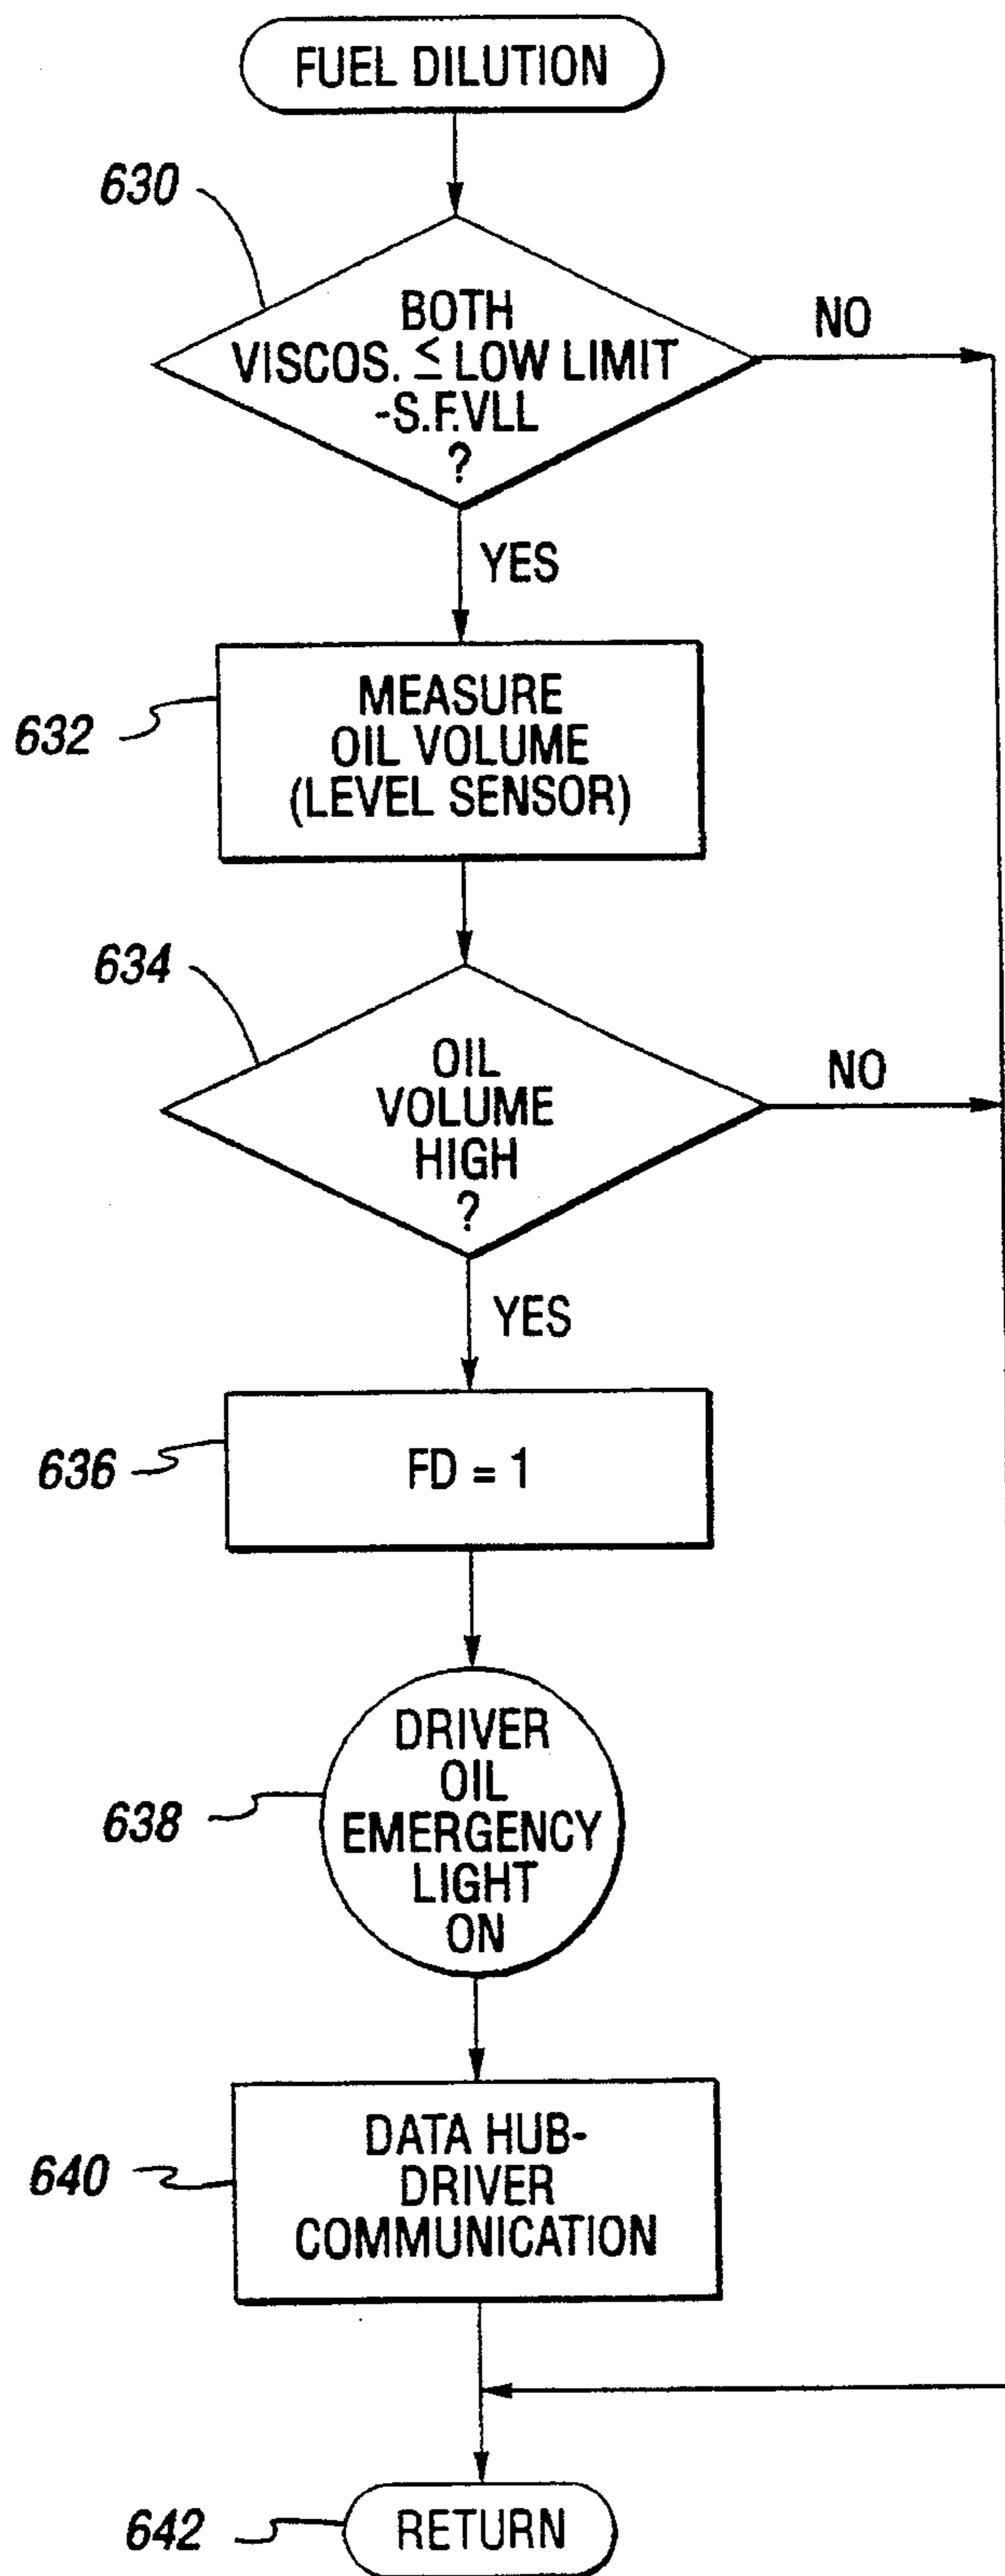 FUEL DILUTION
630
BOTH
VISCOS. ≤ LOW LIMIT
-S.F.VLL
?
NO
YES
MEASURE
OIL VOLUME
(LEVEL SENSOR)
632
634
OIL
VOLUME
HIGH
?
NO
YES
636
FD = 1
DRIVER
OIL
EMERGENCY
LIGHT
ON
638
DATA HUB-
DRIVER
COMMUNICATION
640
642
RETURN